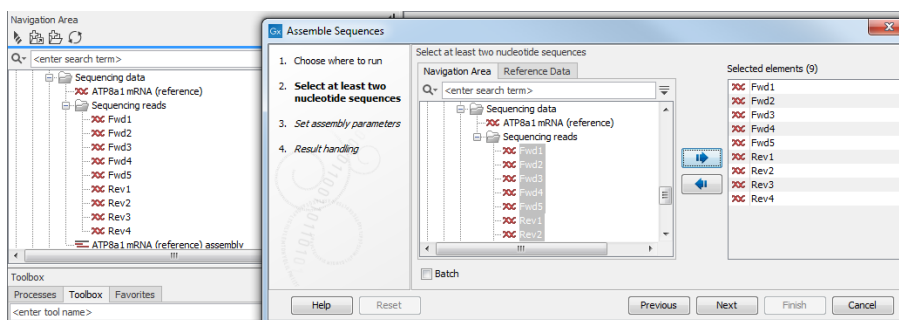 Navigation Area
<enter search term>
Sequencing data
ATP8a1 mRNA (reference)
Sequencing reads
Fwd1
Fwd2
Fwd3
Fwd4
Fwd5
Rev1
Rev2
Rev3
Rev4
ATP8a1 mRNA (reference) assembly
Toolbox
Processes Toolbox Favorites
<enter tool name>
Gx Assemble Sequences
1. Choose where to run
2. Select at least two
nucleotide sequences
3. Set assembly parameters
4. Result handling
Select at least two nucleotide sequences
Navigation Area Reference Data
<enter search term>
Sequencing data
ATP8a1 mRNA (reference)
Sequencing reads
Fwd1
Fwd2
Fwd3
Fwd4
Fwd5
Rev1
Rev2
Batch
Selected elements (9)
Fwd1
Fwd2
Fwd3
Fwd4
Fwd5
Rev1
Rev2
Rev3
Rev4
Help Reset Previous Next Finish Cancel